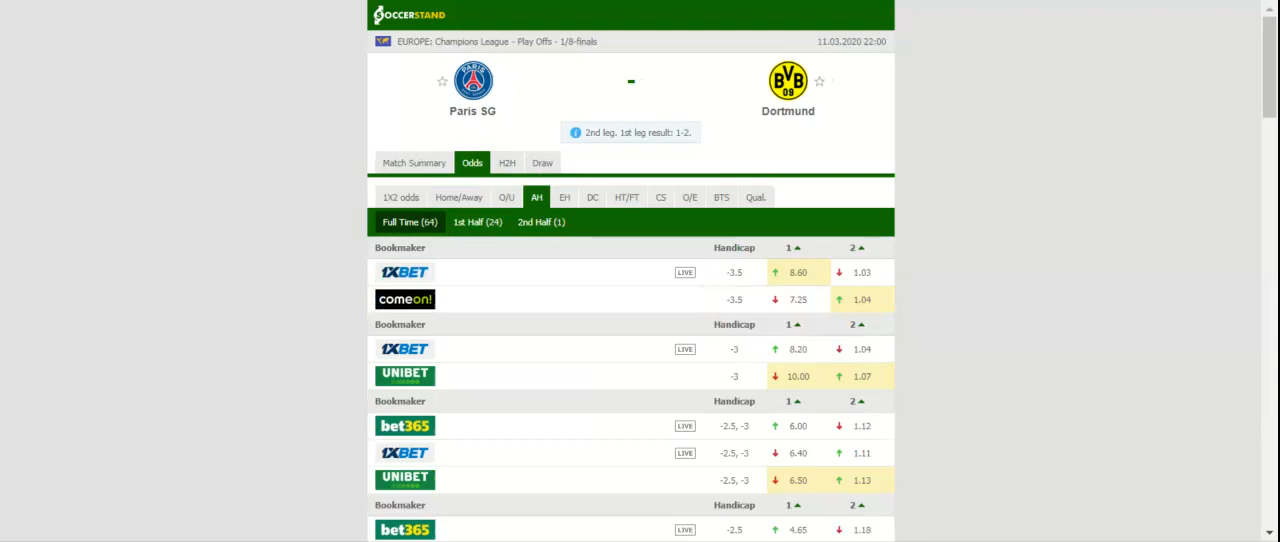 SOCCERSTAND
EUROPE: Champions League - Play Offs - 1/8-finals 11.03.2020 22:00
PARIS
BVB 09
-
Paris SG Dortmund
2nd leg. 1st leg result: 1-2.
Match Summary Odds H2H Draw
1X2 odds Home/Away O/U AH EH DC HT/FT CS O/E BTS Qual.
Full Time (64) 1st Half (24) 2nd Half (1)
Bookmaker Handicap 1 2
1XBET LIVE -3.5 8.60 1.03
comeon! -3.5 7.25 1.04
Bookmaker Handicap 1 2
1XBET LIVE -3 8.20 1.04
UNIBET -3 10.00 1.07
Bookmaker Handicap 1 2
bet365 LIVE -2.5, -3 6.00 1.12
1XBET LIVE -2.5, -3 6.40 1.11
UNIBET -2.5, -3 6.50 1.13
Bookmaker Handicap 1 2
bet365 LIVE -2.5 4.65 1.18